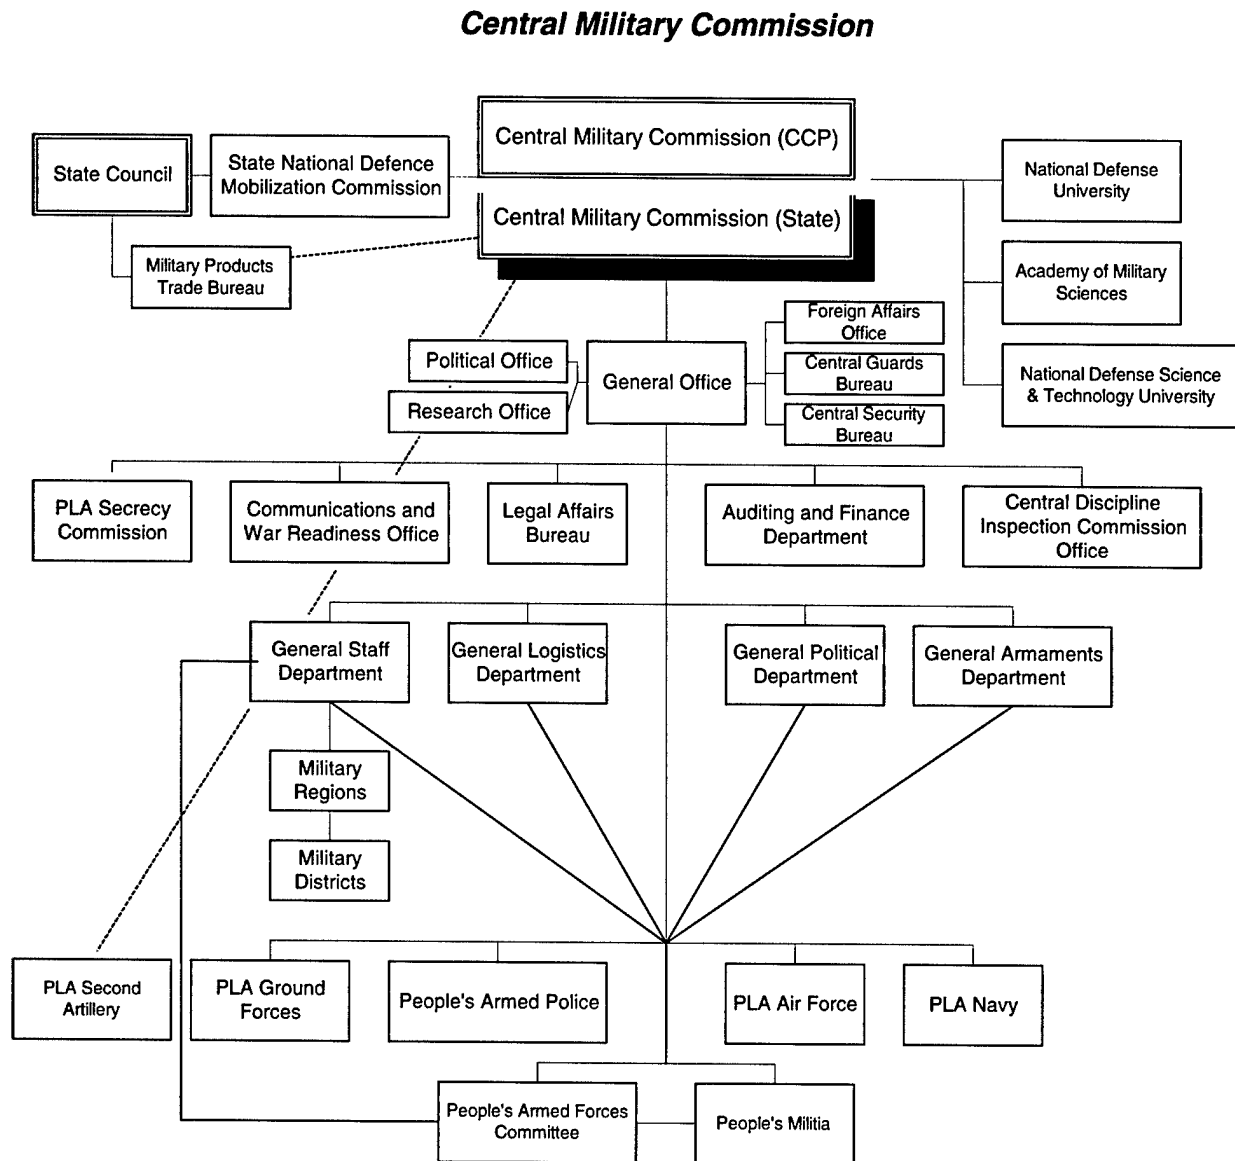 Central Military Commission
Central Military Commission (CCP)
State Council
State National Defence
Mobilization Commission
National Defense
University
Central Military Commission (State)
Military Products
Trade Bureau
Academy of Military
Sciences
Foreign Affairs
Office
Political Office
General Office
Central Guards
Bureau
National Defense Science
& Technology University
Research Office
Central Security
Bureau
PLA Secrecy
Commission
Communications and
War Readiness Office
Legal Affairs
Bureau
Auditing and Finance
Department
Central Discipline
Inspection Commission
Office
General Staff
Department
General Logistics
Department
General Political
Department
General Armaments
Department
Military
Regions
Military
Districts
PLA Second
Artillery
PLA Ground
Forces
People's Armed Police
PLA Air Force
PLA Navy
People's Armed Forces
Committee
People's Militia